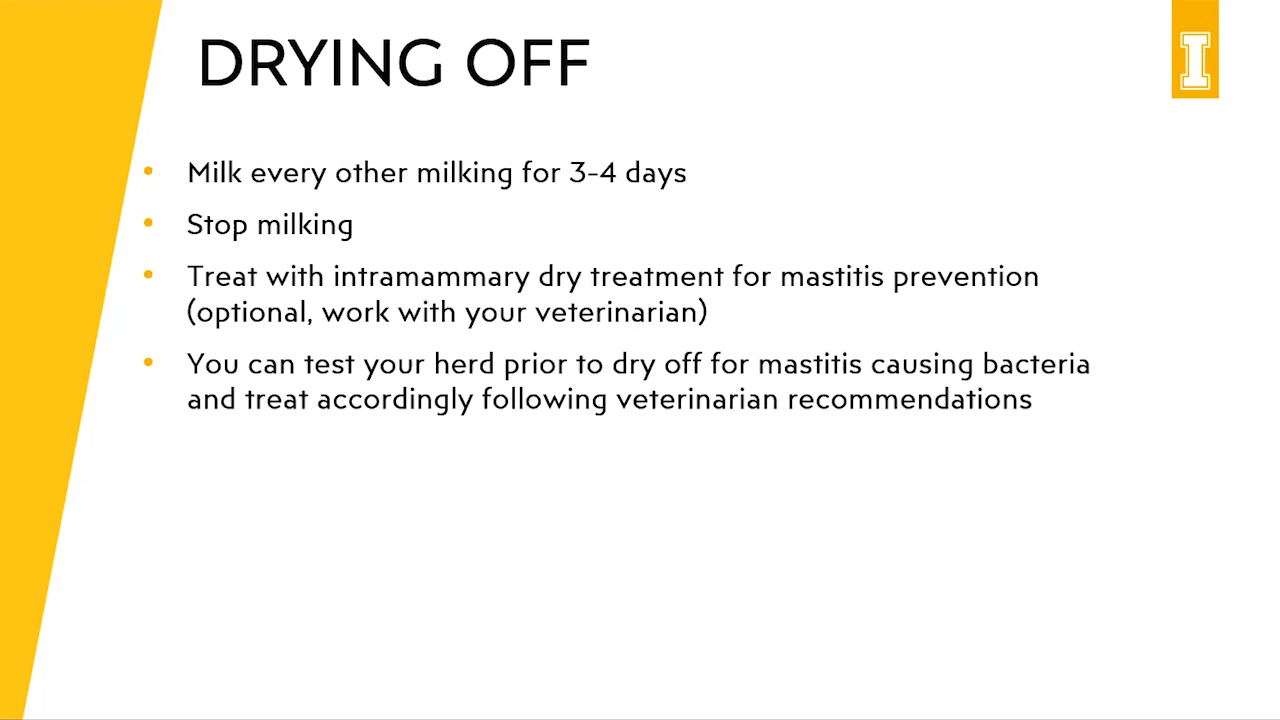 DRYING OFF
I
• Milk every other milking for 3-4 days
• Stop milking
• Treat with intramammary dry treatment for mastitis prevention
(optional, work with your veterinarian)
• You can test your herd prior to dry off for mastitis causing bacteria
and treat accordingly following veterinarian recommendations